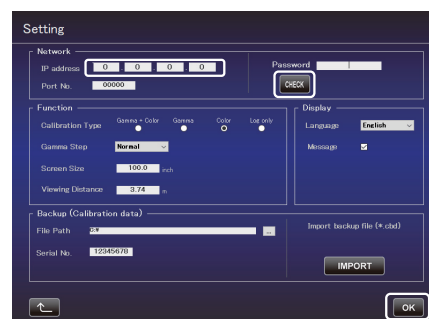 Setting
Network
IP address 0 . 0 . 0 . 0 Password
Port No. 00000 CHECK
Function Display
Calibration Type Gamma + Color Gamma Color Log only Language English
Gamma Step Normal Message
Screen Size 100.0 inch
Viewing Distance 3.74 m
Backup (Calibration data)
File Path C:¥ ... Import backup file (*.cbd)
Serial No. 12345678
IMPORT
OK